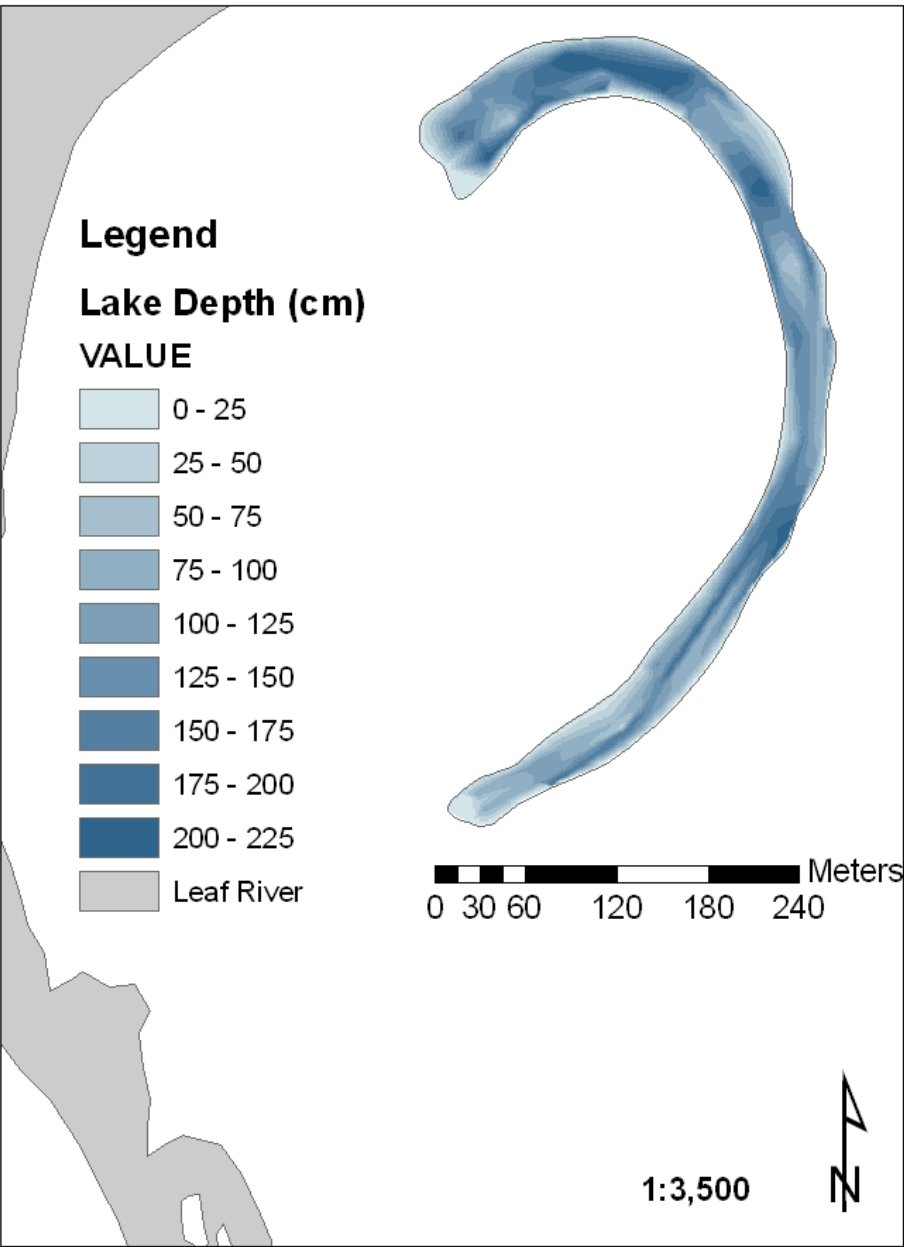 Legend
Lake Depth (cm)
VALUE
0 - 25
25 - 50
50 - 75
75 - 100
100 - 125
125 - 150
150 - 175
175 - 200
200 - 225
Leaf River
Meters
0 30 60 120 180 240
1:3,500
N